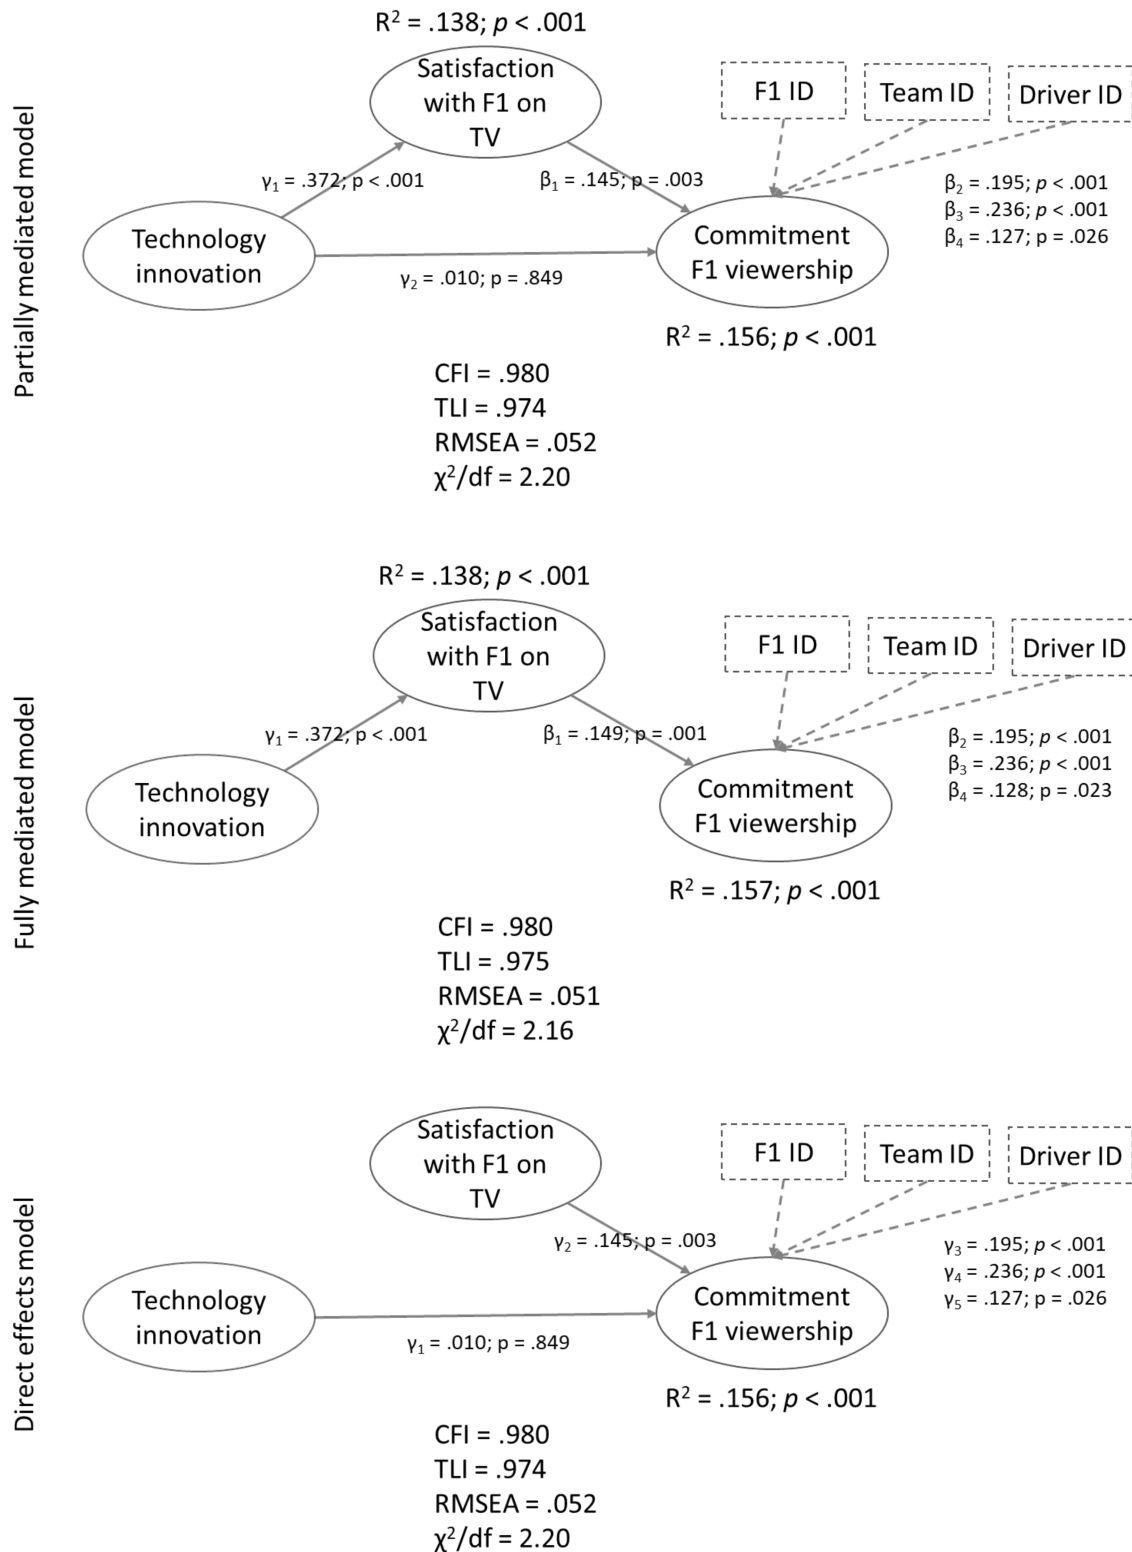 Partially mediated model
R² = .138; p < .001
Satisfaction
with F1 on
TV
F1 ID
Team ID
Driver ID
γ₁ = .372; p < .001
β₁ = .145; p = .003
β₂ = .195; p < .001
β₃ = .236; p < .001
β₄ = .127; p = .026
Technology
innovation
Commitment
F1 viewership
γ₂ = .010; p = .849
R² = .156; p < .001
CFI = .980
TLI = .974
RMSEA = .052
χ²/df = 2.20
Fully mediated model
R² = .138; p < .001
Satisfaction
with F1 on
TV
F1 ID
Team ID
Driver ID
γ₁ = .372; p < .001
β₁ = .149; p = .001
β₂ = .195; p < .001
β₃ = .236; p < .001
β₄ = .128; p = .023
Technology
innovation
Commitment
F1 viewership
R² = .157; p < .001
CFI = .980
TLI = .975
RMSEA = .051
χ²/df = 2.16
Direct effects model
Satisfaction
with F1 on
TV
F1 ID
Team ID
Driver ID
γ₂ = .145; p = .003
γ₃ = .195; p < .001
γ₄ = .236; p < .001
γ₅ = .127; p = .026
Technology
innovation
Commitment
F1 viewership
γ₁ = .010; p = .849
R² = .156; p < .001
CFI = .980
TLI = .974
RMSEA = .052
χ²/df = 2.20